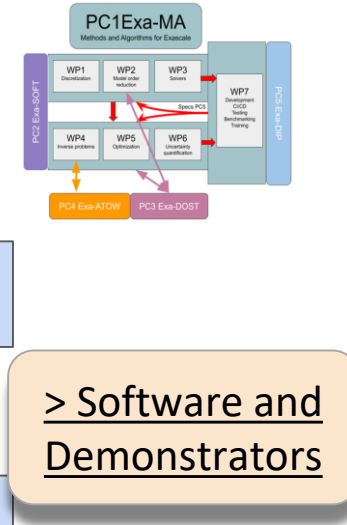 PC1Exa-MA
Methods and Algorithms for Exascale
PC2 Exa-SOFT
WP1
Discretization
WP2
Model order
reduction
WP3
Solvers
WP7
Development
CI/CD
Testing
Benchmarking
Training
Specs PC5
PC5 Exa-DIP
WP4
Inverse problems
WP5
Optimization
WP6
Uncertainty
quantification
PC4 Exa-ATOW
PC3 Exa-DOST
> Software and
Demonstrators